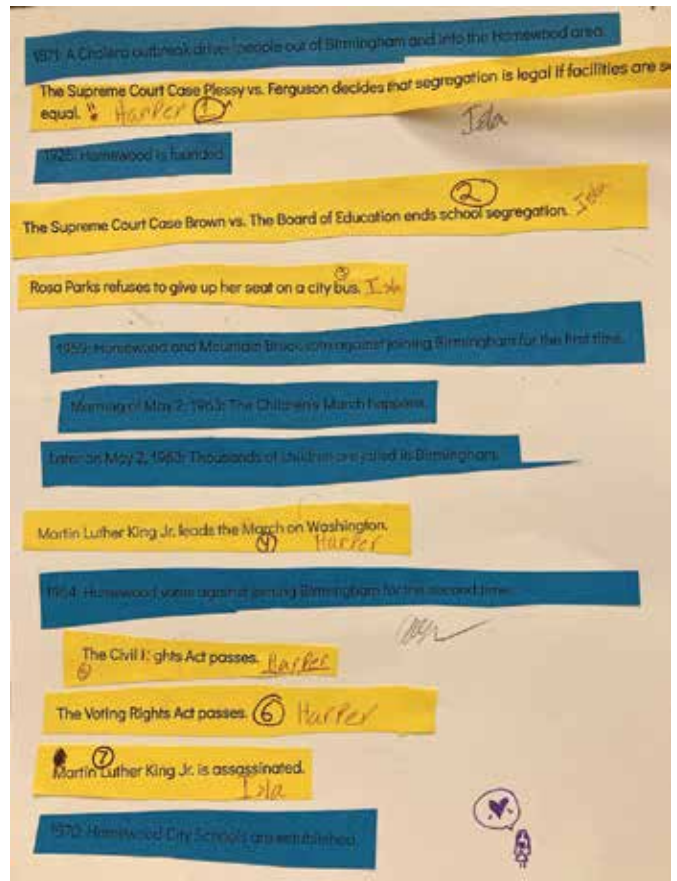 1871: A Cholera outbreak drives people out of Birmingham and into the Homewood area.
The Supreme Court Case Plessy vs. Ferguson decides that segregation is legal if facilities are
equal. Harper 1
Isla
1926: Homewood is founded.
2
The Supreme Court Case Brown vs. The Board of Education ends school segregation. Isla
3
Rosa Parks refuses to give up her seat on a city bus. Isla
1959: Homewood and Mountain Brook vote against joining Birmingham for the first time.
Morning of May 2, 1963: The Children's March happens.
Later on May 2, 1963: Thousands of children are jailed in Birmingham.
Martin Luther King Jr. leads the March on Washington.
4 Harper
1964: Homewood votes against joining Birmingham for the second time.
The Civil ghts Act passes. Harper
The Voting Rights Act passes. 6 Harper
7
Martin Luther King Jr. is assassinated.
Isla
1970: Homewood City Schools are established.